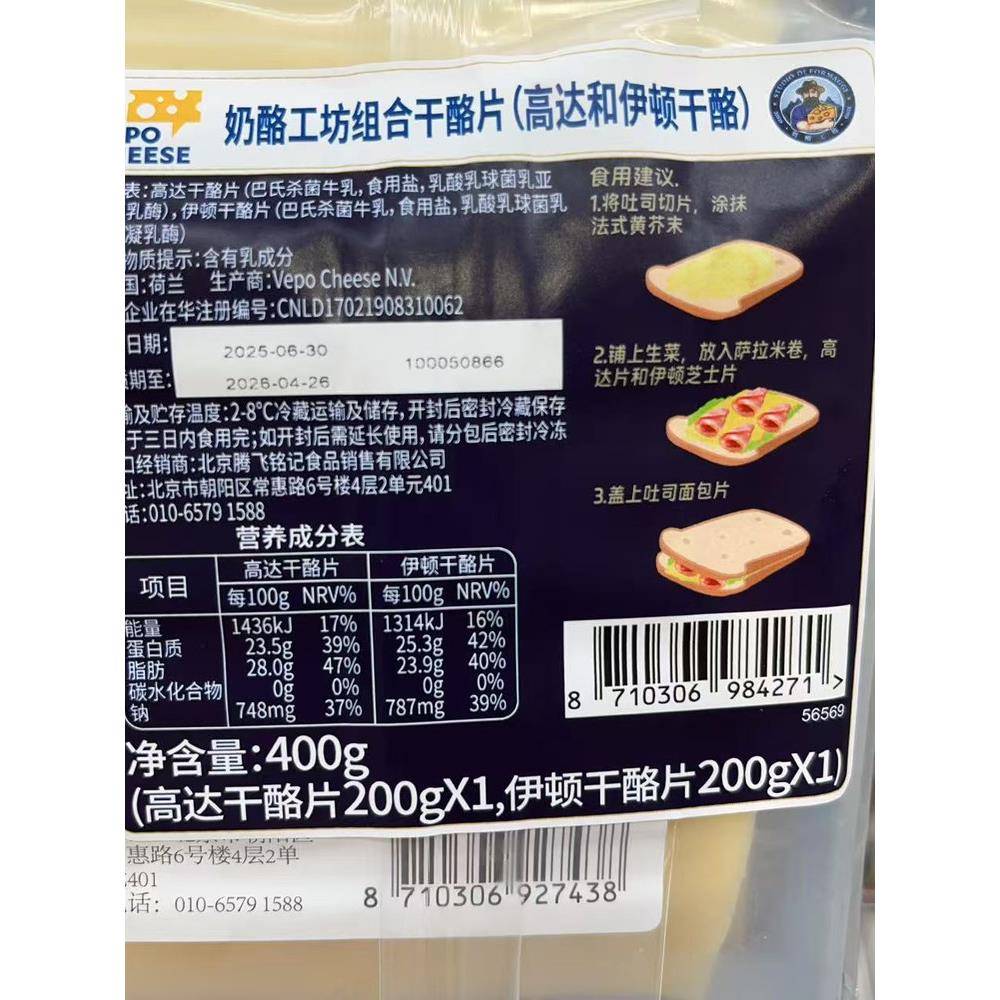 PO
EESE
奶酪工坊组合干酪片(高达和伊顿干酪)
STUDIO DI FORMAGGI
表:高达干酪片(巴氏杀菌牛乳,食用盐,乳酸乳球菌乳亚
乳酶),伊顿干酪片(巴氏杀菌牛乳,食用盐,乳酸乳球菌乳
凝乳酶)
物质提示:含有乳成分
国:荷兰 生产商:Vepo Cheese N.V.
企业在华注册编号:CNLD17021908310062
日期:
2025-06-30
100050866
期至:
2026-04-26
输及贮存温度:2-8℃冷藏运输及储存,开封后密封冷藏保存
于三日内食用完;如开封后需延长使用,请分包后密封冷冻
口经销商:北京腾飞铭记食品销售有限公司
址:北京市朝阳区常惠路6号楼4层2单元401
话:010-6579 1588
食用建议.
1.将吐司切片，涂抹
法式黄芥末
2.铺上生菜，放入萨拉米卷，高
达片和伊顿芝士片
3.盖上吐司面包片
营养成分表
项目 高达干酪片 伊顿干酪片
每100g NRV% 每100g NRV%
能量 1436kJ 17% 1314kJ 16%
蛋白质 23.5g 39% 25.3g 42%
脂肪 28.0g 47% 23.9g 40%
碳水化合物 0g 0% 0g 0%
钠 748mg 37% 787mg 39%
8 710306 984271 >
56569
净含量:400g
(高达干酪片200gX1,伊顿干酪片200gX1)
惠路6号楼4层2单
401
话：010-6579 1588
8 710306 927438